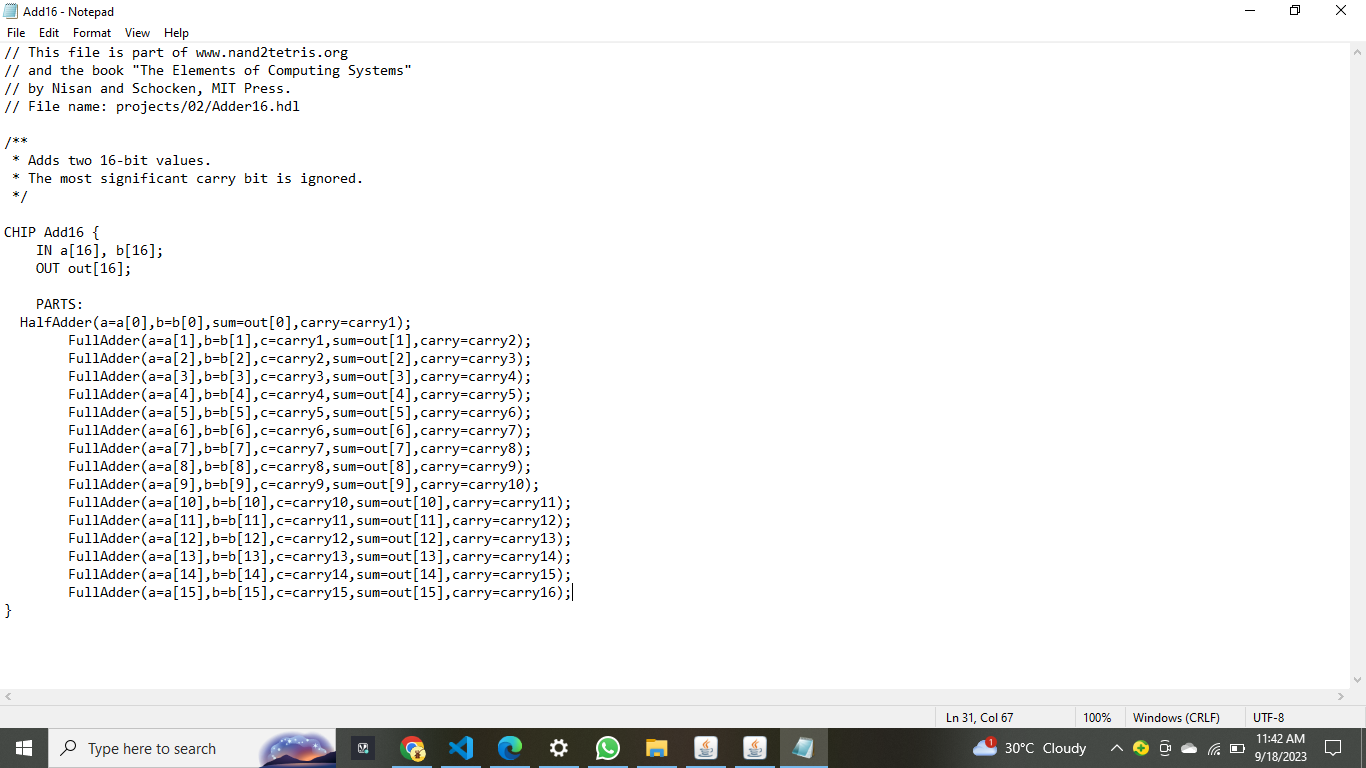 Add16 - Notepad
File Edit Format View Help
// This file is part of www.nand2tetris.org
// and the book "The Elements of Computing Systems"
// by Nisan and Schocken, MIT Press.
// File name: projects/02/Adder16.hdl
/**
 * Adds two 16-bit values.
 * The most significant carry bit is ignored.
 */
CHIP Add16 {
    IN a[16], b[16];
    OUT out[16];
    PARTS:
  HalfAdder(a=a[0],b=b[0],sum=out[0],carry=carry1);
        FullAdder(a=a[1],b=b[1],c=carry1,sum=out[1],carry=carry2);
        FullAdder(a=a[2],b=b[2],c=carry2,sum=out[2],carry=carry3);
        FullAdder(a=a[3],b=b[3],c=carry3,sum=out[3],carry=carry4);
        FullAdder(a=a[4],b=b[4],c=carry4,sum=out[4],carry=carry5);
        FullAdder(a=a[5],b=b[5],c=carry5,sum=out[5],carry=carry6);
        FullAdder(a=a[6],b=b[6],c=carry6,sum=out[6],carry=carry7);
        FullAdder(a=a[7],b=b[7],c=carry7,sum=out[7],carry=carry8);
        FullAdder(a=a[8],b=b[8],c=carry8,sum=out[8],carry=carry9);
        FullAdder(a=a[9],b=b[9],c=carry9,sum=out[9],carry=carry10);
        FullAdder(a=a[10],b=b[10],c=carry10,sum=out[10],carry=carry11);
        FullAdder(a=a[11],b=b[11],c=carry11,sum=out[11],carry=carry12);
        FullAdder(a=a[12],b=b[12],c=carry12,sum=out[12],carry=carry13);
        FullAdder(a=a[13],b=b[13],c=carry13,sum=out[13],carry=carry14);
        FullAdder(a=a[14],b=b[14],c=carry14,sum=out[14],carry=carry15);
        FullAdder(a=a[15],b=b[15],c=carry15,sum=out[15],carry=carry16);
}
Ln 31, Col 67 100% Windows (CRLF) UTF-8
Type here to search
1
30°C Cloudy
11:42 AM
9/18/2023